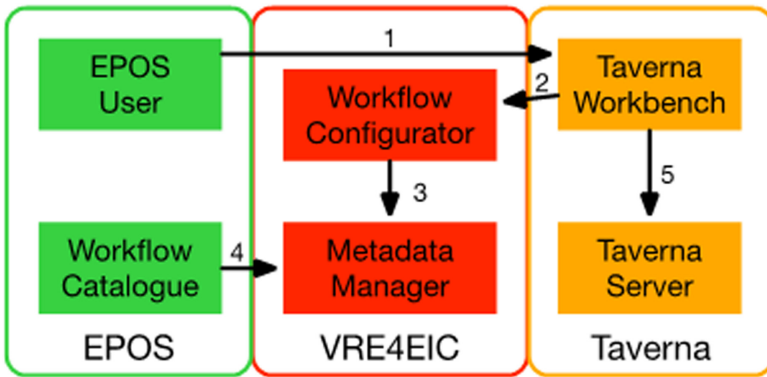 1
EPOS
User
Workflow
Configurator
2
Taverna
Workbench
3
5
Workflow
Catalogue
4
Metadata
Manager
Taverna
Server
EPOS
VRE4EIC
Taverna